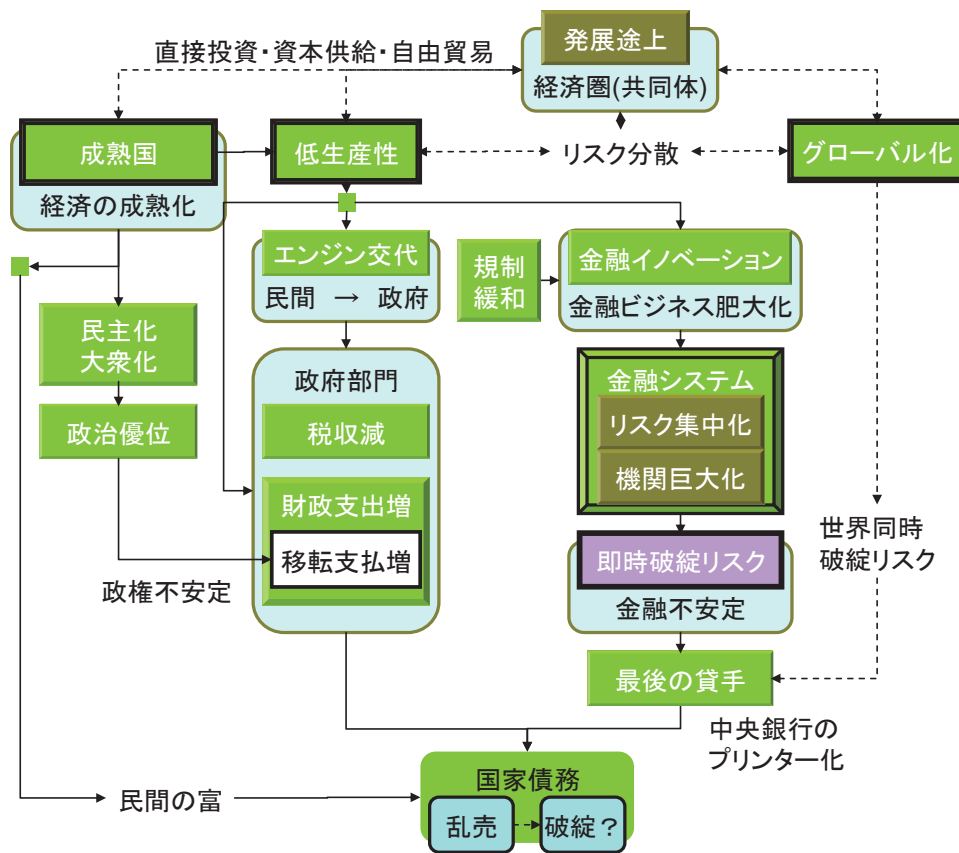 発展途上
直接投資・資本供給・自由貿易
経済圏(共同体)
成熟国
低生産性
リスク分散
グローバル化
経済の成熟化
エンジン交代
規制
緩和
金融イノベーション
民間 → 政府
金融ビジネス肥大化
民主化
大衆化
政府部門
金融システム
政治優位
税収減
リスク集中化
機関巨大化
財政支出増
世界同時
破綻リスク
移転支払増
即時破綻リスク
政権不安定
金融不安定
最後の貸手
中央銀行の
プリンター化
国家債務
民間の富
乱売
破綻？